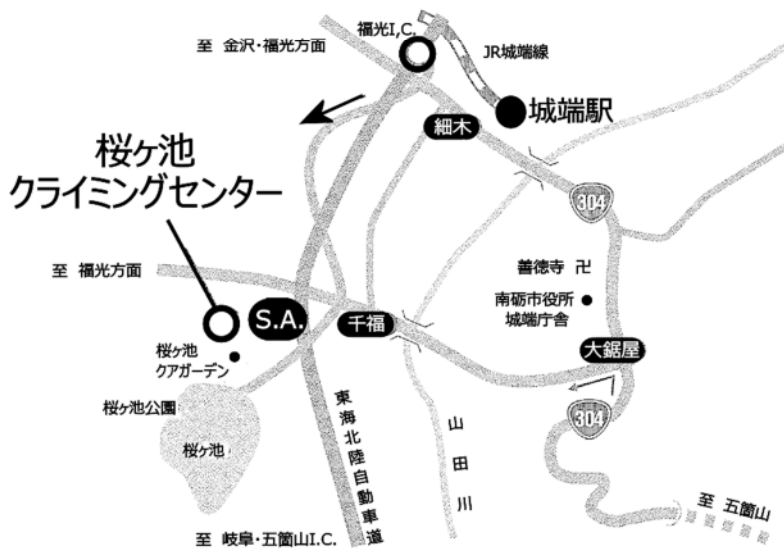 福光I,C.
至 金沢・福光方面
JR城端線
城端駅
細木
桜ヶ池
クライミングセンター
304
至 福光方面
善徳寺 卍
南砺市役所
城端庁舎
S.A.
千福
大鋸屋
桜ヶ池
クアガーデン
桜ヶ池公園
桜ヶ池
304
東海北陸自動車道
山田川
至 五箇山
至 岐阜・五箇山I.C.